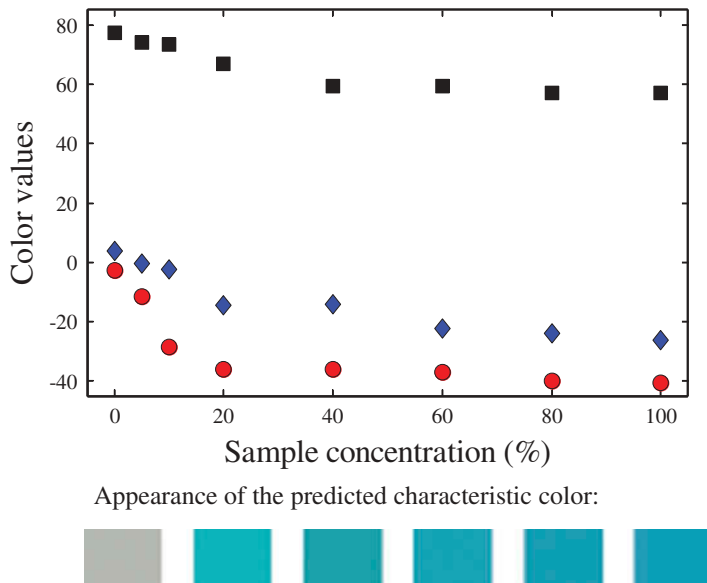 80
60
40
20
0
-20
-40
Color values
0 20 40 60 80 100
Sample concentration (%)
Appearance of the predicted characteristic color: